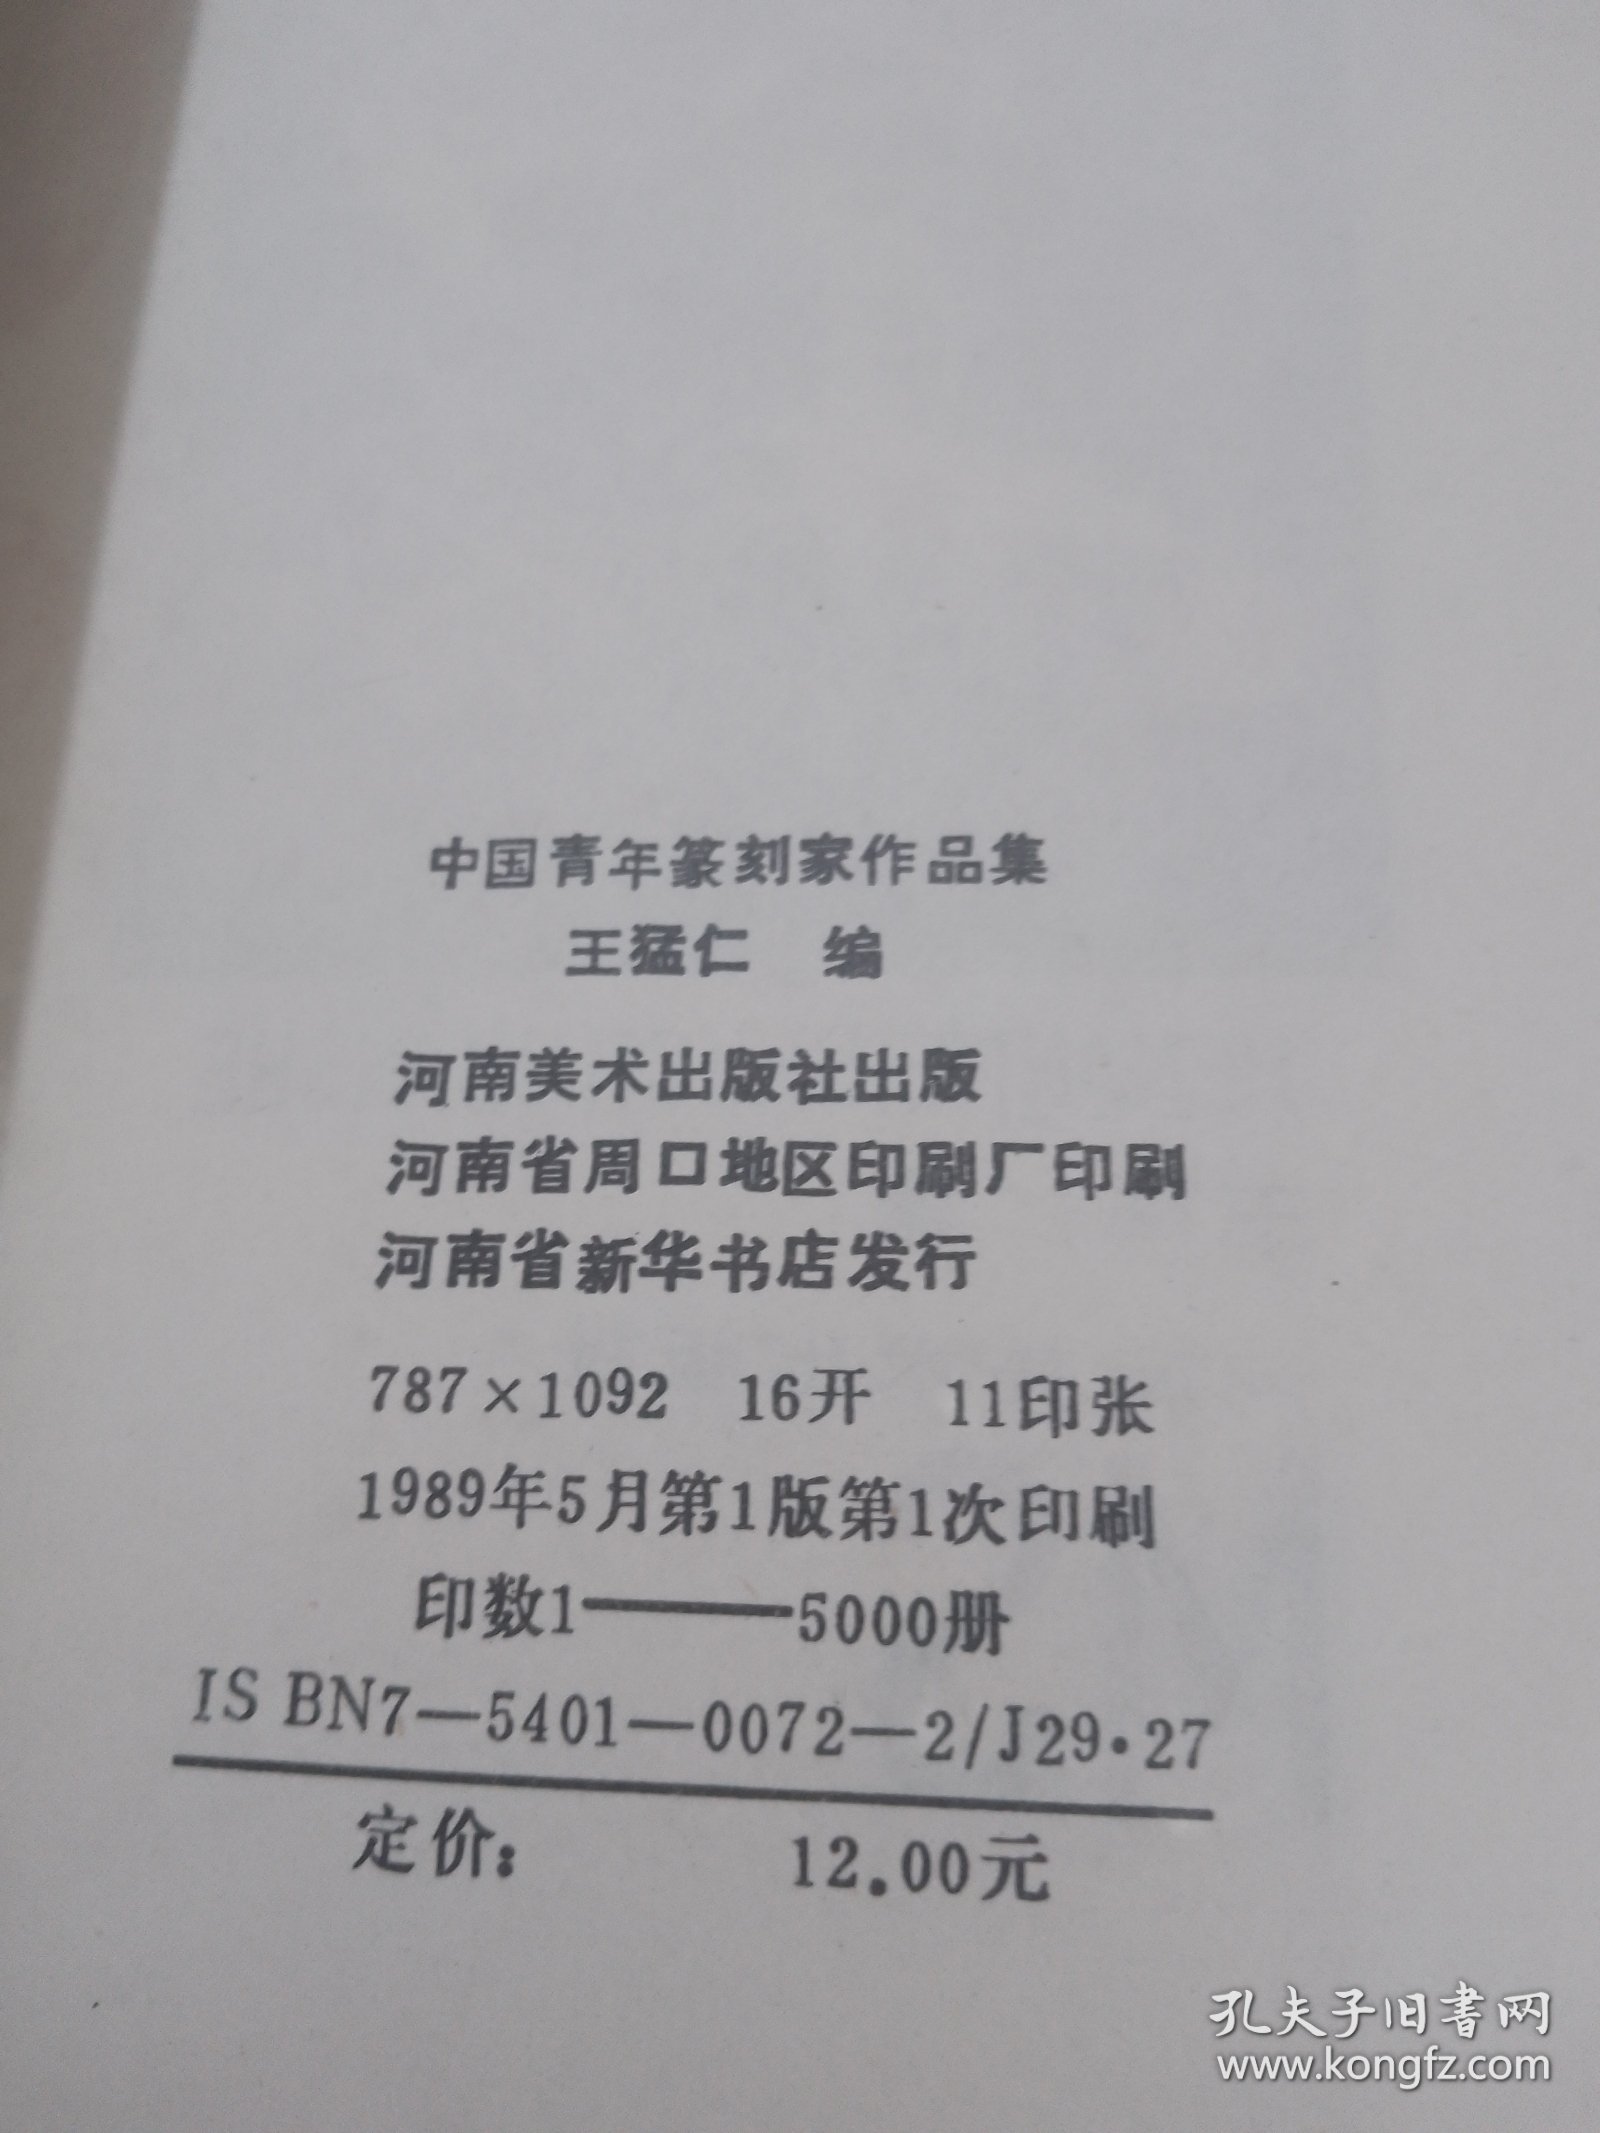 中国青年篆刻家作品集
王猛仁 编
河南美术出版社出版
河南省周口地区印刷厂印刷
河南省新华书店发行
787×1092 16开 11印张
1989年5月第1版第1次印刷
印数1——5000册
ISBN7—5401—0072—2/J29·27
定价: 12.00元
孔夫子旧书网
www.kongfz.com